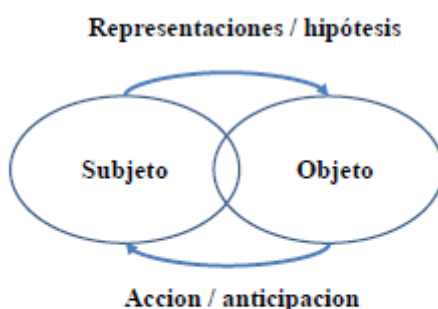 Representaciones / hipótesis
Subjeto
Objeto
Accion / anticipacion